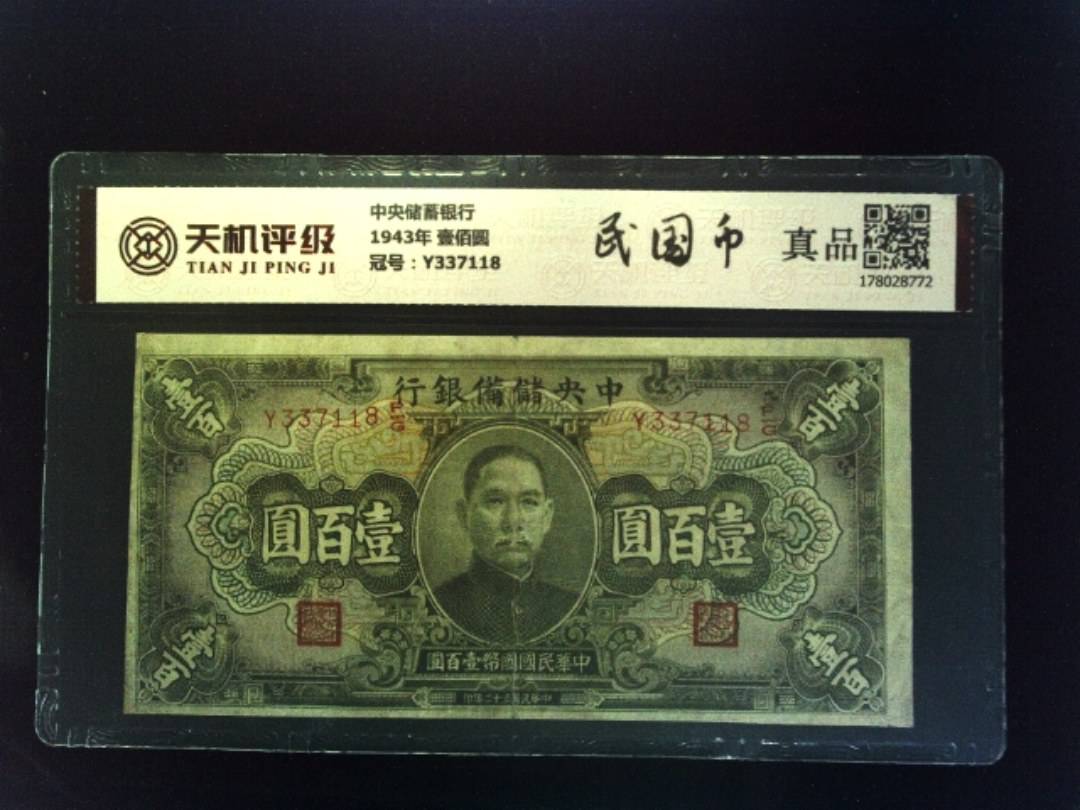 天机评级
TIAN JI PING JI
中央储蓄银行
1943年 壹佰圆
冠号：Y337118
民国币
真品
178028772
行銀備儲央中
Y337118
Y337118
壹百
壹百
圓百壹
圓百壹
圓百壹幣國國民華中
壹百
壹百